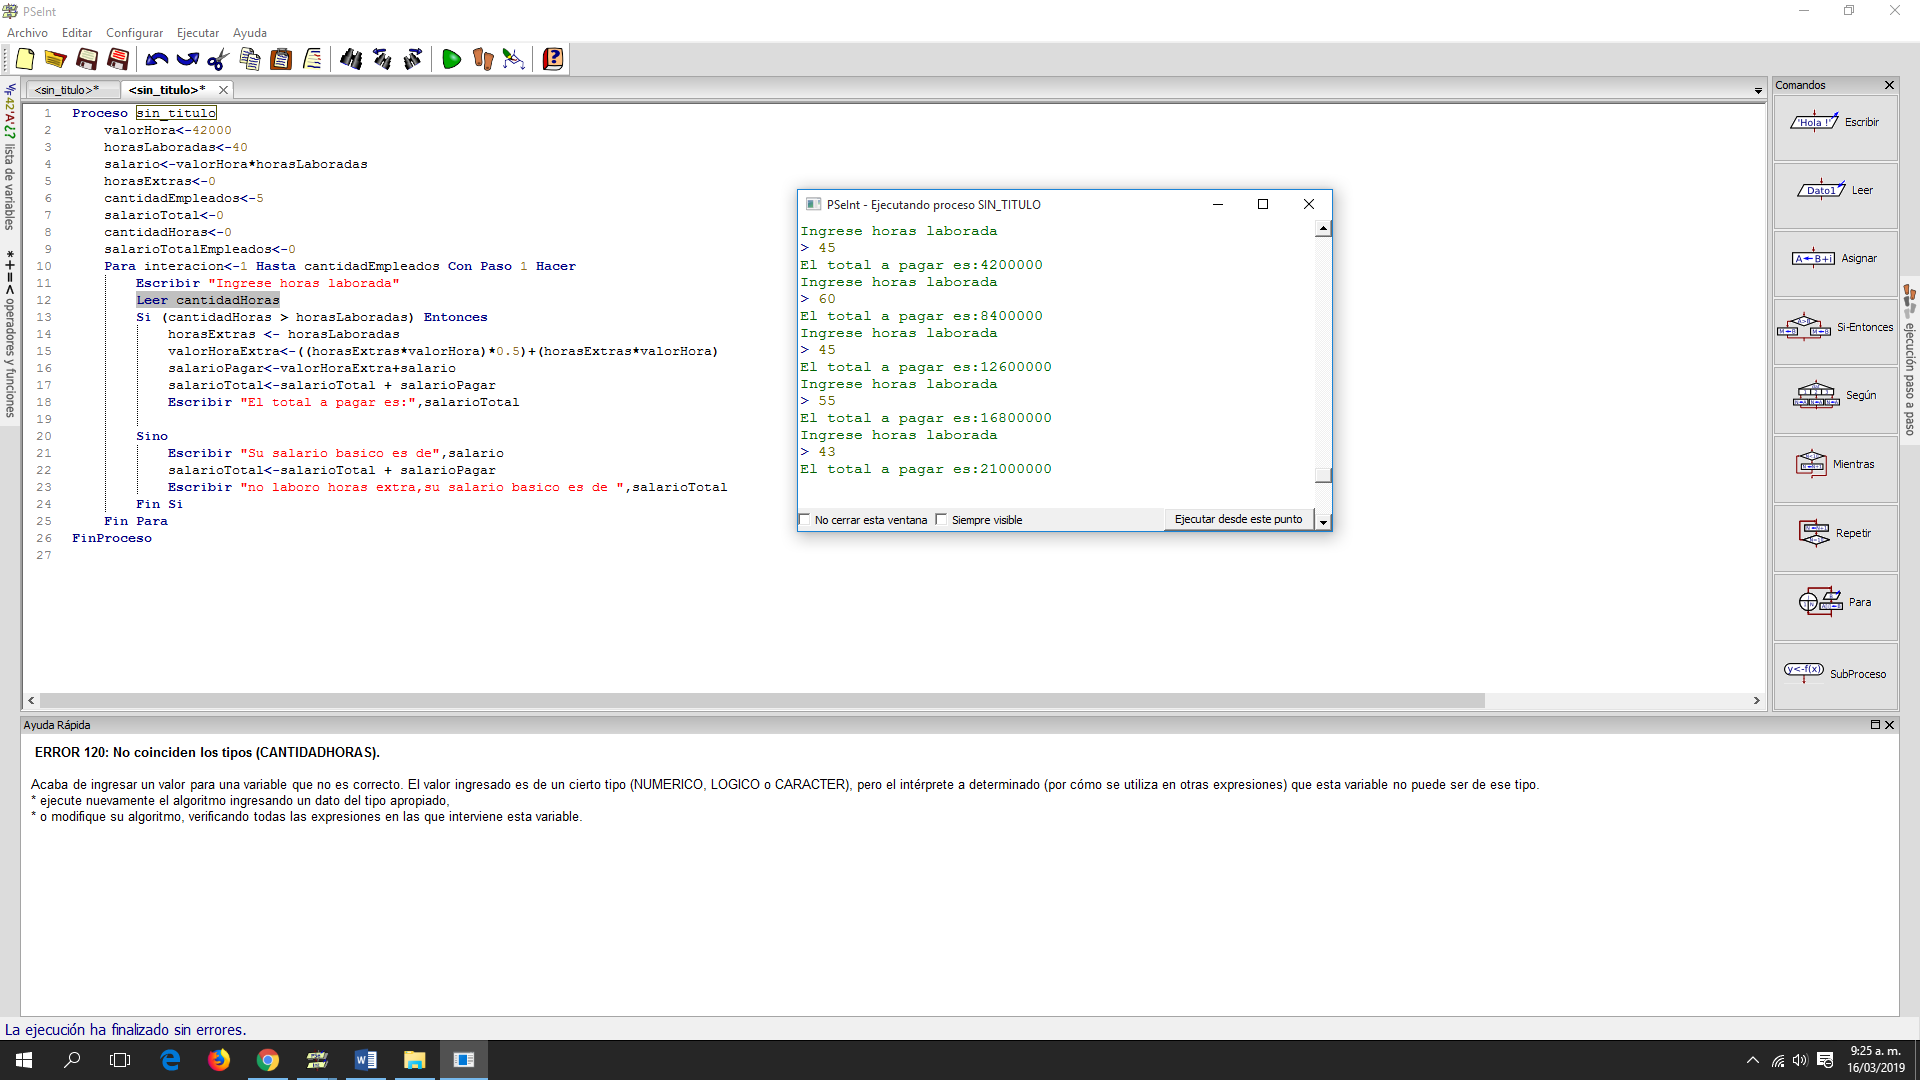 PSeInt
Archivo Editar Configurar Ejecutar Ayuda
<sin_titulo>* <sin_titulo>*
lista de variables
*+=< operadores y funciones
1 Proceso sin_titulo
2 valorHora<-42000
3 horasLaboradas<-40
4 salario<-valorHora*horasLaboradas
5 horasExtras<-0
6 cantidadEmpleados<-5
7 salarioTotal<-0
8 cantidadHoras<-0
9 salarioTotalEmpleados<-0
10 Para interacion<-1 Hasta cantidadEmpleados Con Paso 1 Hacer
11 Escribir "Ingrese horas laborada"
12 Leer cantidadHoras
13 Si (cantidadHoras > horasLaboradas) Entonces
14 horasExtras <- horasLaboradas
15 valorHoraExtra<-((horasExtras*valorHora)*0.5)+(horasExtras*valorHora)
16 salarioPagar<-valorHoraExtra+salario
17 salarioTotal<-salarioTotal + salarioPagar
18 Escribir "El total a pagar es:",salarioTotal
19
20 Sino
21 Escribir "Su salario basico es de",salario
22 salarioTotal<-salarioTotal + salarioPagar
23 Escribir "no laboro horas extra,su salario basico es de ",salarioTotal
24 Fin Si
25 Fin Para
26 FinProceso
27
PSeInt - Ejecutando proceso SIN_TITULO
Ingrese horas laborada
> 45
El total a pagar es:4200000
Ingrese horas laborada
> 60
El total a pagar es:8400000
Ingrese horas laborada
> 45
El total a pagar es:12600000
Ingrese horas laborada
> 55
El total a pagar es:16800000
Ingrese horas laborada
> 43
El total a pagar es:21000000
No cerrar esta ventana Siempre visible Ejecutar desde este punto
Comandos
'Hola !' Escribir
Dato1 Leer
A←B+i Asignar
Si-Entonces
Según
Mientras
Repetir
Para
y<-f(x) SubProceso
ejecución paso a paso
Ayuda Rápida
ERROR 120: No coinciden los tipos (CANTIDADHORAS).
Acaba de ingresar un valor para una variable que no es correcto. El valor ingresado es de un cierto tipo (NUMERICO, LOGICO o CARACTER), pero el intérprete a determinado (por cómo se utiliza en otras expresiones) que esta variable no puede ser de ese tipo.
* ejecute nuevamente el algoritmo ingresando un dato del tipo apropiado,
* o modifique su algoritmo, verificando todas las expresiones en las que interviene esta variable.
La ejecución ha finalizado sin errores.
9:25 a. m.
16/03/2019